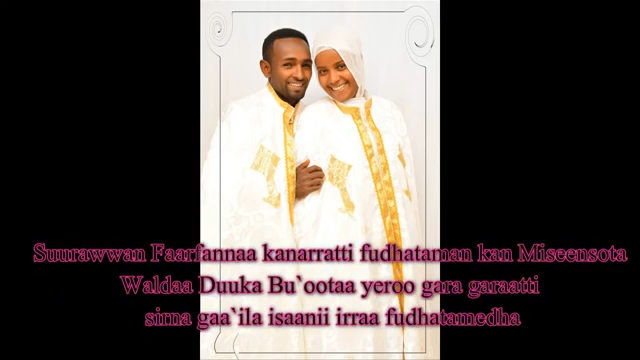 Suurawwan Faarfannaa kanarratti fudhataman kan Miseensota
Waldaa Duuka Bu`ootaa yeroo gara garaatti
sirna gaa`ila isaanii irraa fudhatamedha